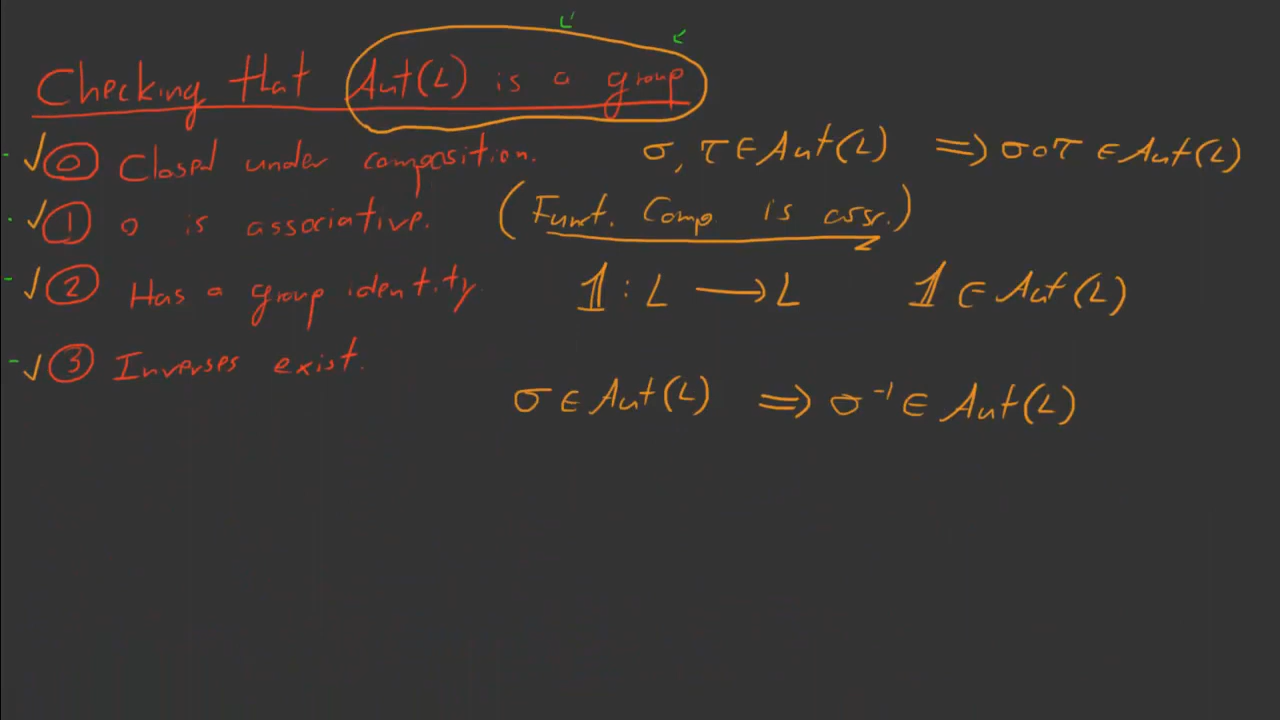 Checking that Aut(L) is a group
✓ ⓪ Closed under composition. σ, τ ∈ Aut(L) ⟹ σ∘τ ∈ Aut(L)
✓ ① ∘ is associative. (Funct. Comp. is assr.)
✓ ② Has a group identity. 𝟙 : L ⟶ L 𝟙 ∈ Aut(L)
✓ ③ Inverses exist.
σ ∈ Aut(L) ⟹ σ⁻¹ ∈ Aut(L)